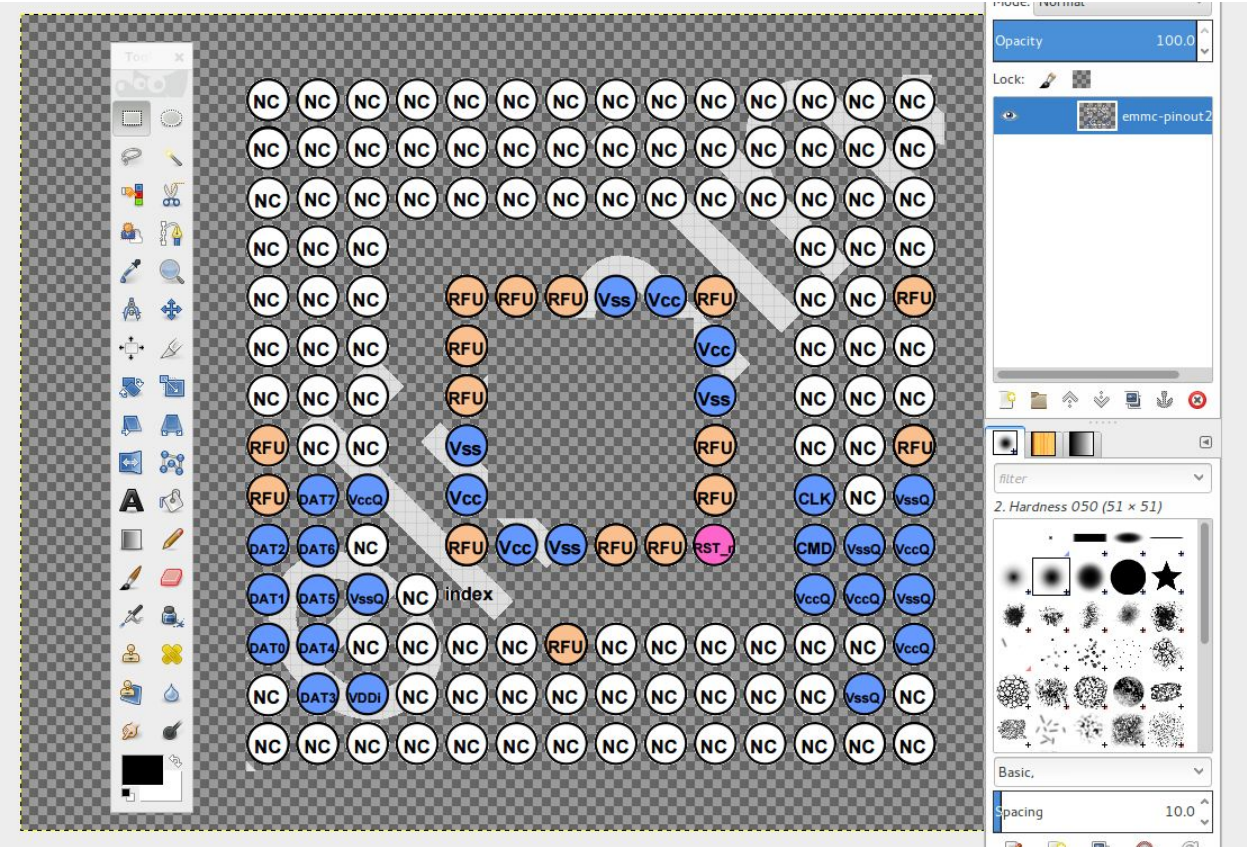 Mode: Normal
Opacity 100.0
Lock:
emmc-pinout2
Tool
NC NC NC NC NC NC NC NC NC NC NC NC NC NC
NC NC NC NC NC NC NC NC NC NC NC NC NC NC
NC NC NC NC NC NC NC NC NC NC NC NC NC NC
NC NC NC NC NC NC
NC NC NC RFU RFU RFU Vss Vcc RFU NC NC RFU
NC NC NC RFU Vcc NC NC NC
NC NC NC RFU Vss NC NC NC
RFU NC NC Vss RFU NC NC RFU
RFU DAT7 VccQ Vcc RFU CLK NC VssQ
DAT2 DAT6 NC RFU Vcc Vss RFU RFU RST_n CMD VssQ VccQ
DAT1 DAT5 VssQ NC index VccQ VccQ VssQ
DAT0 DAT4 NC NC NC NC RFU NC NC NC NC NC NC VccQ
NC DAT3 VDDi NC NC NC NC NC NC NC NC NC VssQ NC
NC NC NC NC NC NC NC NC NC NC NC NC NC NC
filter
2. Hardness 050 (51 × 51)
Basic,
Spacing 10.0